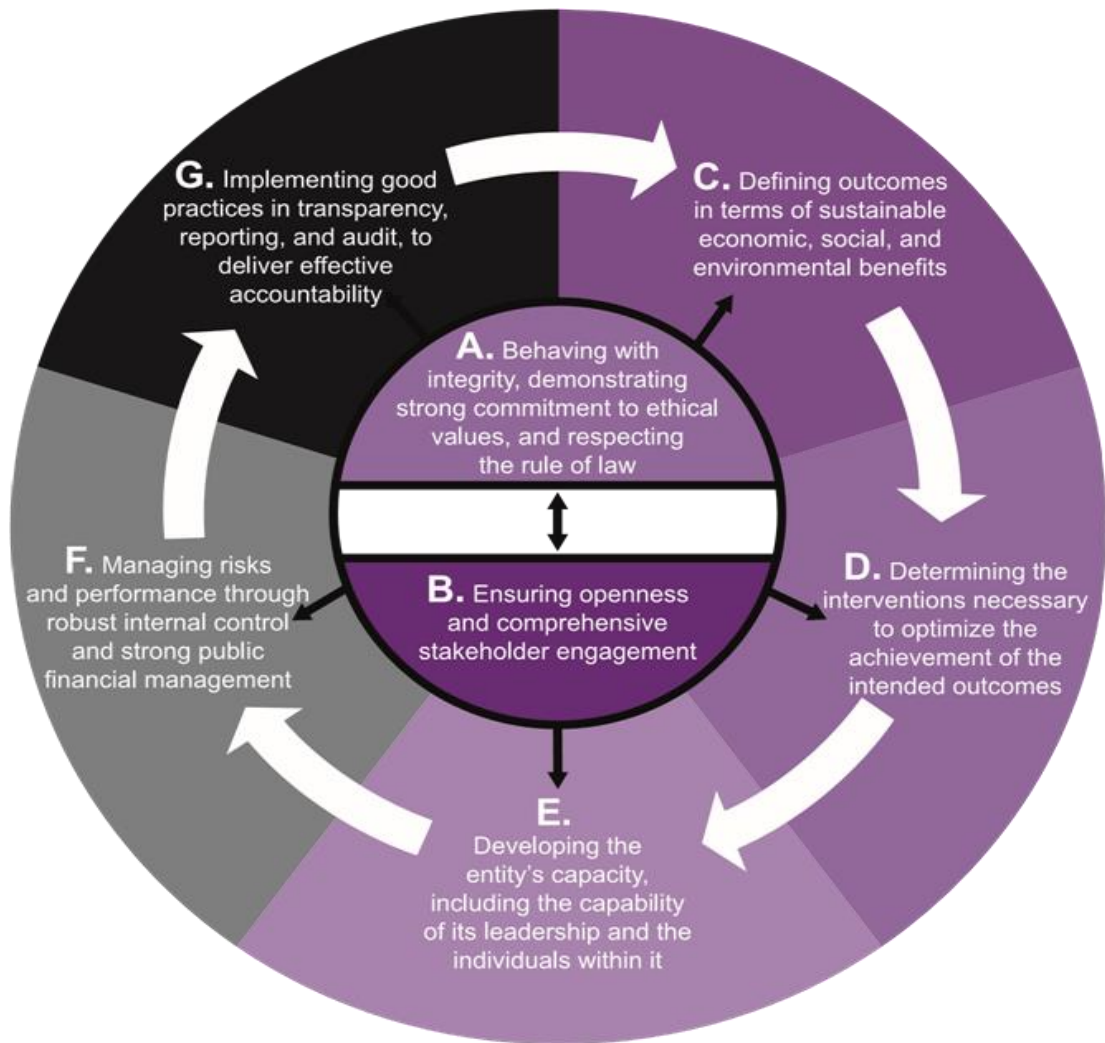 A. Behaving with
integrity, demonstrating
strong commitment to ethical
values, and respecting
the rule of law
B. Ensuring openness
and comprehensive
stakeholder engagement
C. Defining outcomes
in terms of sustainable
economic, social, and
environmental benefits
D. Determining the
interventions necessary
to optimize the
achievement of the
intended outcomes
E.
Developing the
entity's capacity,
including the capability
of its leadership and the
individuals within it
F. Managing risks
and performance through
robust internal control
and strong public
financial management
G. Implementing good
practices in transparency,
reporting, and audit, to
deliver effective
accountability